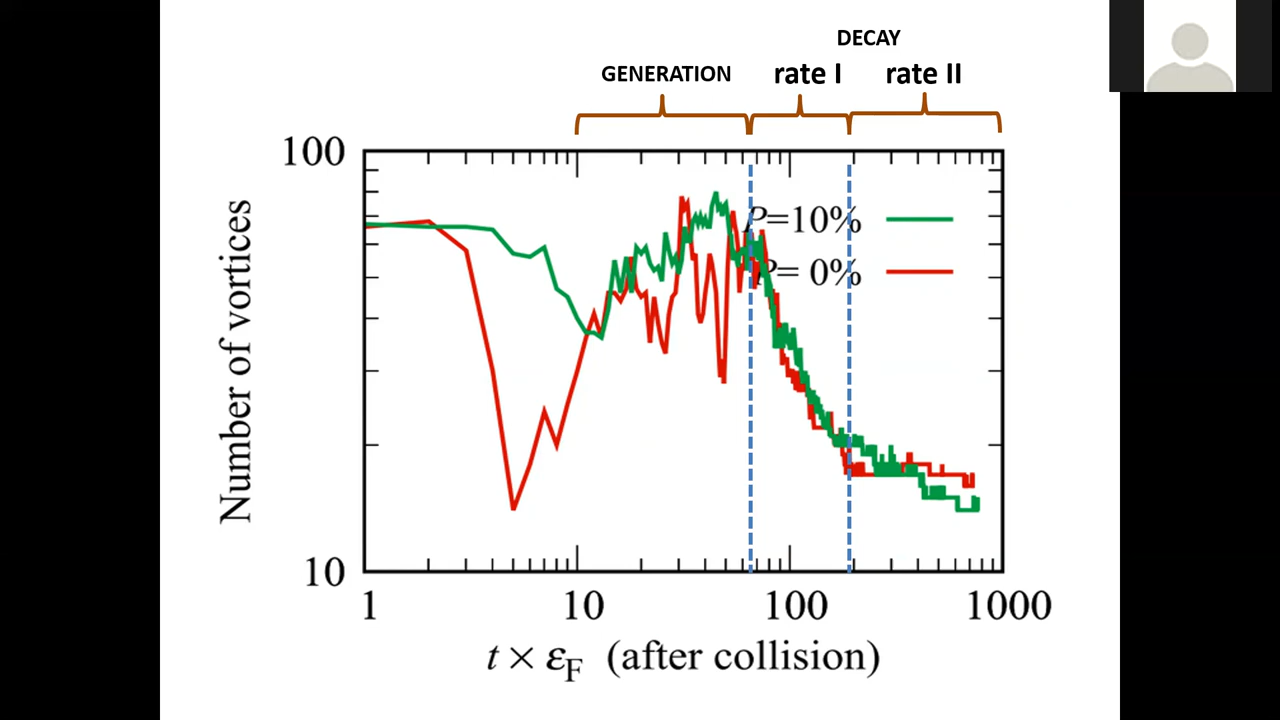 DECAY
GENERATION rate I rate II
100
P=10%
P= 0%
Number of vortices
10
1 10 100 1000
t × εF (after collision)